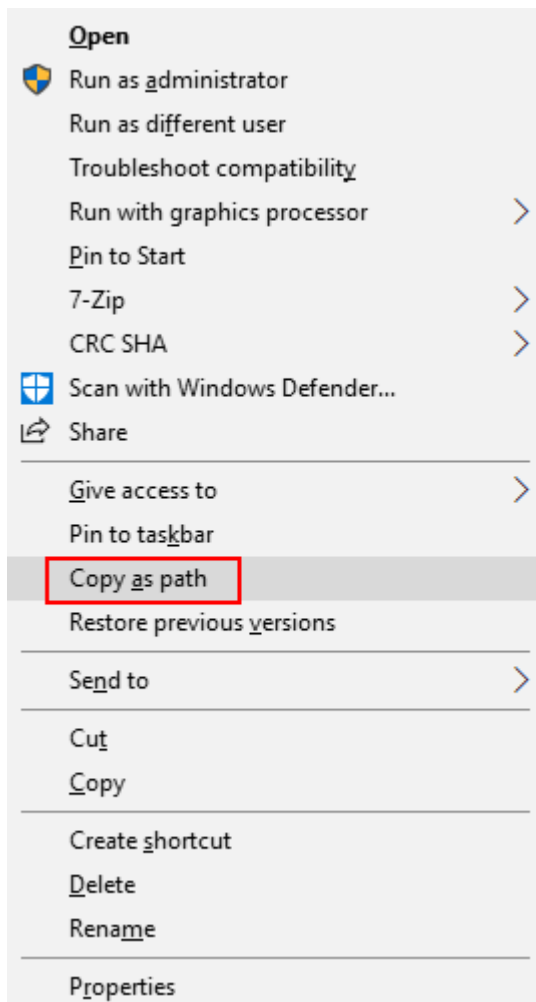 Open
Run as administrator
Run as different user
Troubleshoot compatibility
Run with graphics processor
Pin to Start
7-Zip
CRC SHA
Scan with Windows Defender...
Share
Give access to
Pin to taskbar
Copy as path
Restore previous versions
Send to
Cut
Copy
Create shortcut
Delete
Rename
Properties